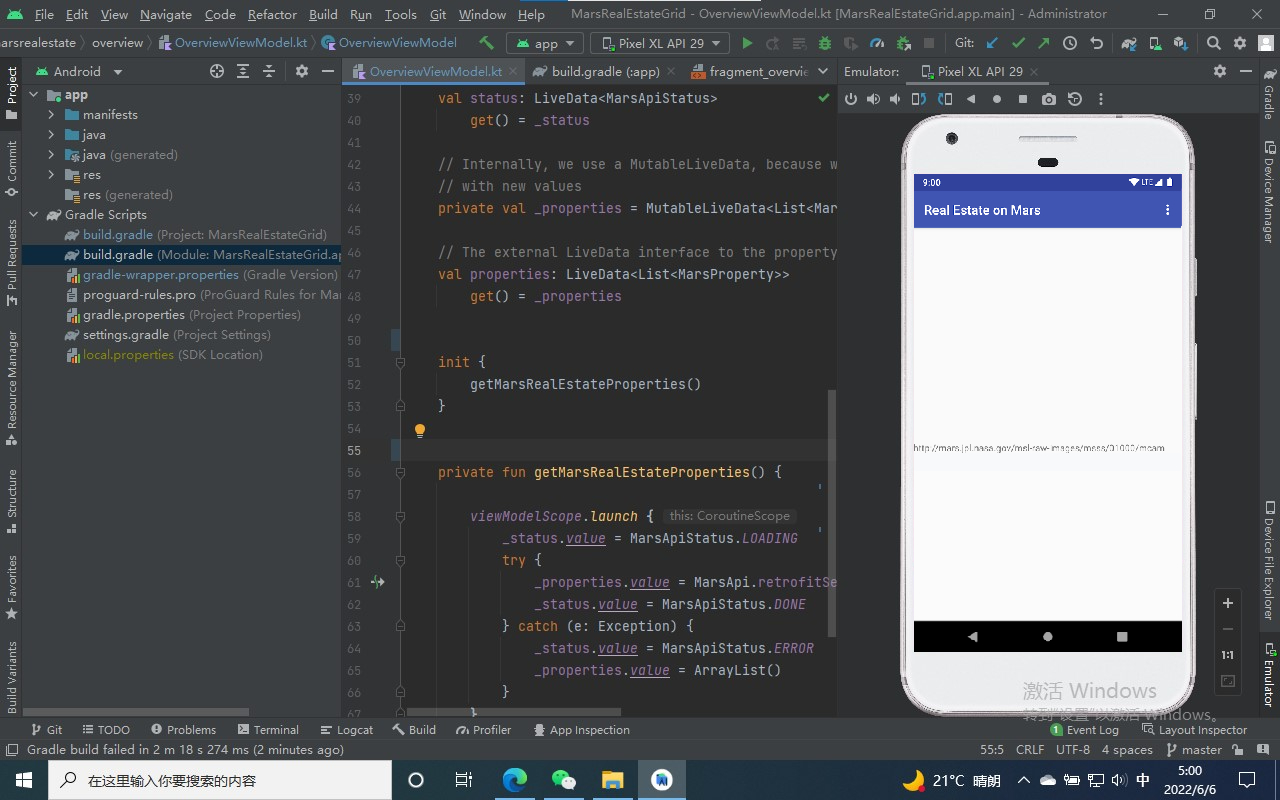 File Edit View Navigate Code Refactor Build Run Tools Git Window Help MarsRealEstateGrid - OverviewViewModel.kt [MarsRealEstateGrid.app.main] - Administrator
arsrealestate overview OverviewViewModel.kt OverviewViewModel app Pixel XL API 29 Git:
Android OverviewViewModel.kt build.gradle (:app) fragment_overvie Emulator: Pixel XL API 29
Project
Commit
Pull Requests
Resource Manager
Structure
Favorites
Build Variants
app
manifests
java
java (generated)
res
res (generated)
Gradle Scripts
build.gradle (Project: MarsRealEstateGrid)
build.gradle (Module: MarsRealEstateGrid.ap
gradle-wrapper.properties (Gradle Version)
proguard-rules.pro (ProGuard Rules for Ma
gradle.properties (Project Properties)
settings.gradle (Project Settings)
local.properties (SDK Location)
39 val status: LiveData<MarsApiStatus>
40 get() = _status
41
42 // Internally, we use a MutableLiveData, because w
43 // with new values
44 private val _properties = MutableLiveData<List<Mar
45
46 // The external LiveData interface to the property
47 val properties: LiveData<List<MarsProperty>>
48 get() = _properties
49
50
51 init {
52 getMarsRealEstateProperties()
53 }
54
55
56 private fun getMarsRealEstateProperties() {
57
58 viewModelScope.launch { this: CoroutineScope
59 _status.value = MarsApiStatus.LOADING
60 try {
61 _properties.value = MarsApi.retrofitSe
62 _status.value = MarsApiStatus.DONE
63 } catch (e: Exception) {
64 _status.value = MarsApiStatus.ERROR
65 _properties.value = ArrayList()
66 }
67 }
9:00 LTE
Real Estate on Mars
http://mars.jpl.nasa.gov/msl-raw-images/msss/01000/mcam
1:1
Gradle
Device Manager
Device File Explorer
Emulator
激活 Windows
转到"设置"以激活 Windows。
Git TODO Problems Terminal Logcat Build Profiler App Inspection 1 Event Log Layout Inspector
Gradle build failed in 2 m 18 s 274 ms (2 minutes ago) 55:5 CRLF UTF-8 4 spaces master
在这里输入你要搜索的内容 21°C 晴朗 中 5:00
2022/6/6